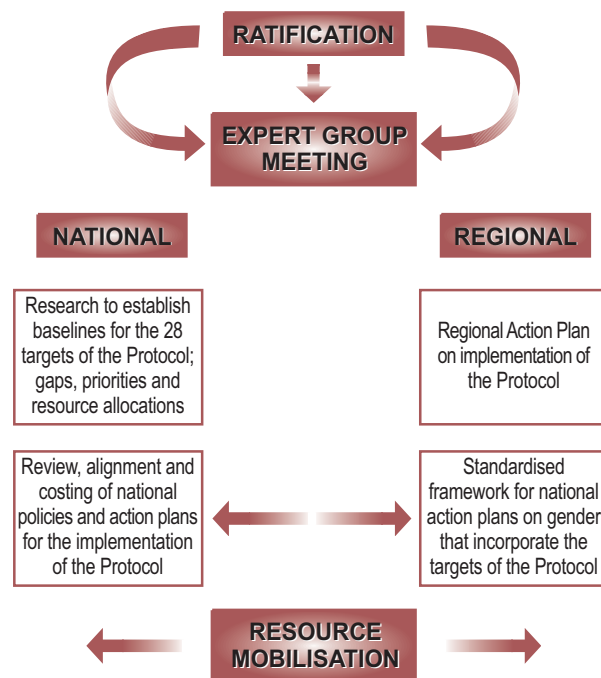 RATIFICATION
EXPERT GROUP
MEETING
NATIONAL
REGIONAL
Research to establish
baselines for the 28
targets of the Protocol;
gaps, priorities and
resource allocations
Regional Action Plan
on implementation of
the Protocol
Review, alignment and
costing of national
policies and action plans
for the implementation
of the Protocol
Standardised
framework for national
action plans on gender
that incorporate the
targets of the Protocol
RESOURCE
MOBILISATION